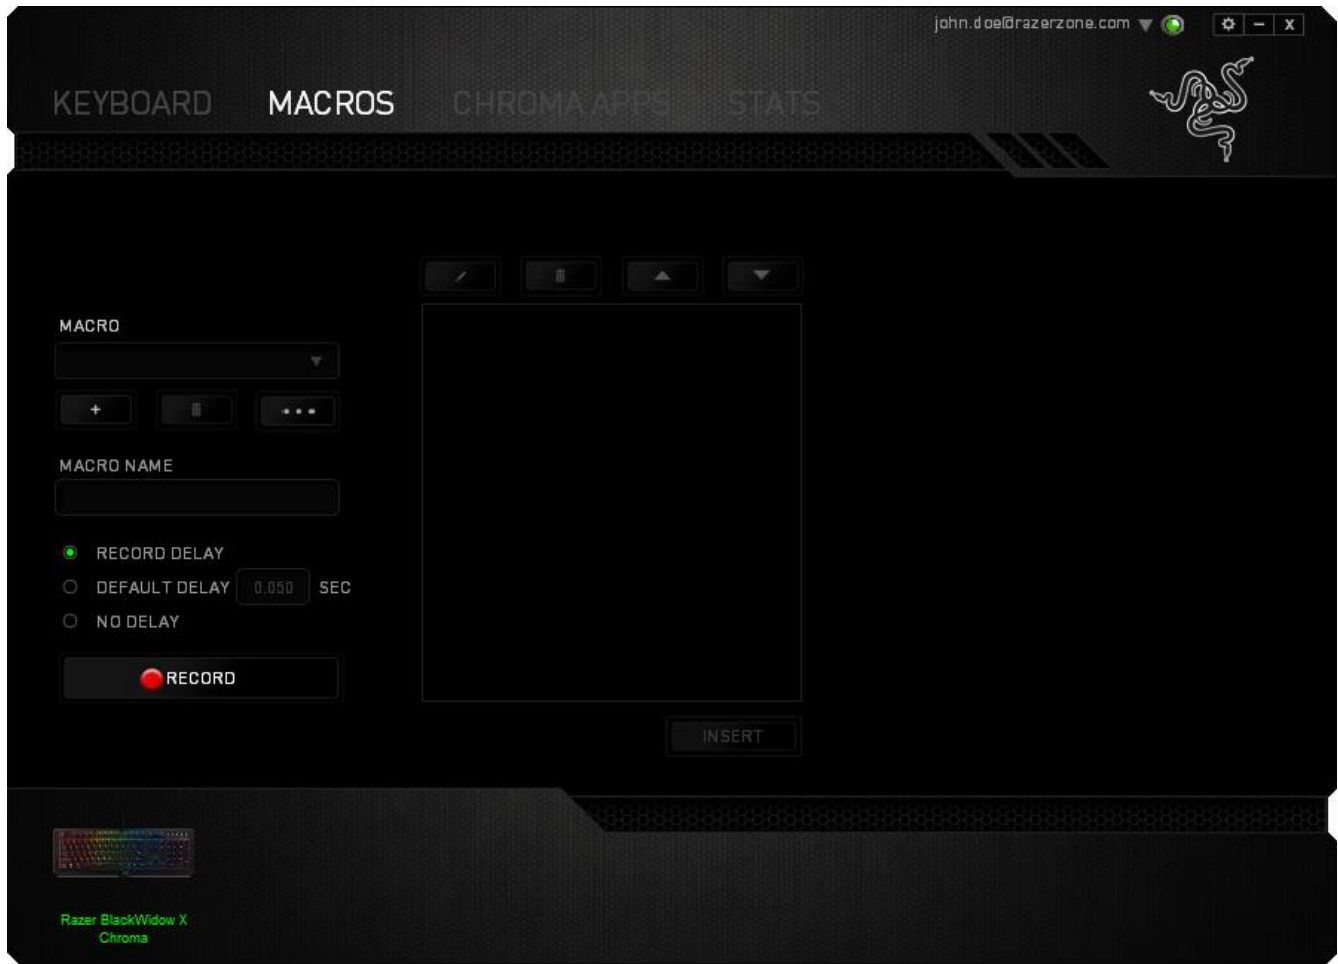 john.doe@razerzone.com
X
KEYBOARD MACROS CHROMA APPS STATS
MACRO
+
MACRO NAME
RECORD DELAY
DEFAULT DELAY 0.050 SEC
NO DELAY
RECORD
INSERT
Razer BlackWidow X
Chroma